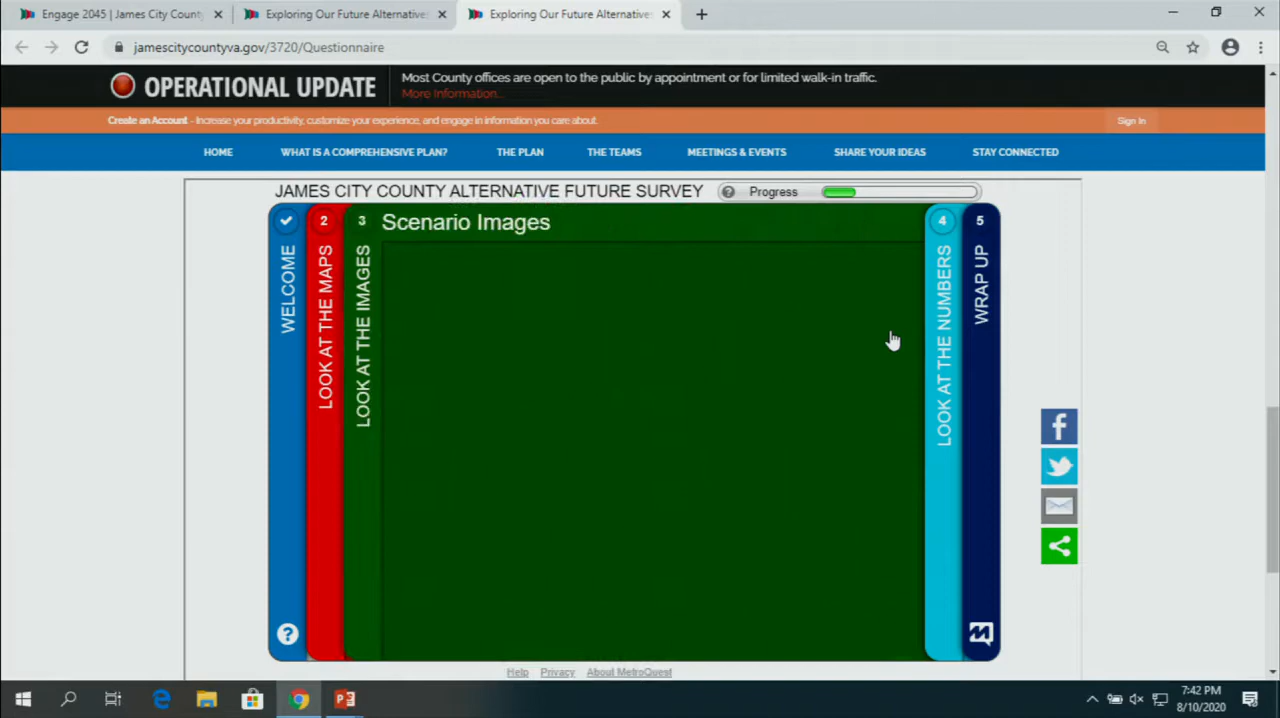 Engage 2045 | James City Count
Exploring Our Future Alternative
Exploring Our Future Alternative
jamescitycountyva.gov/3720/Questionnaire
OPERATIONAL UPDATE
Most County offices are open to the public by appointment or for limited walk-in traffic.
More Information...
Create an Account - Increase your productivity, customize your experience, and engage in information you care about.
Sign In
HOME
WHAT IS A COMPREHENSIVE PLAN?
THE PLAN
THE TEAMS
MEETINGS & EVENTS
SHARE YOUR IDEAS
STAY CONNECTED
JAMES CITY COUNTY ALTERNATIVE FUTURE SURVEY
Progress
WELCOME
2
LOOK AT THE MAPS
3
LOOK AT THE IMAGES
Scenario Images
4
LOOK AT THE NUMBERS
5
WRAP UP
Help
Privacy
About MetroQuest
7:42 PM
8/10/2020